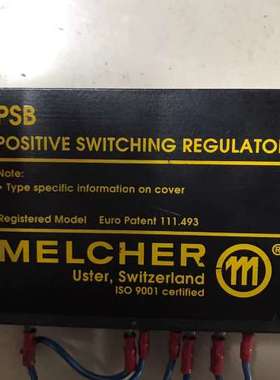 PSB
POSITIVE SWITCHING REGULATOR
Note:
• Type specific information on cover
Registered Model Euro Patent 111.493
MELCHER m ®
Uster, Switzerland
ISO 9001 certified